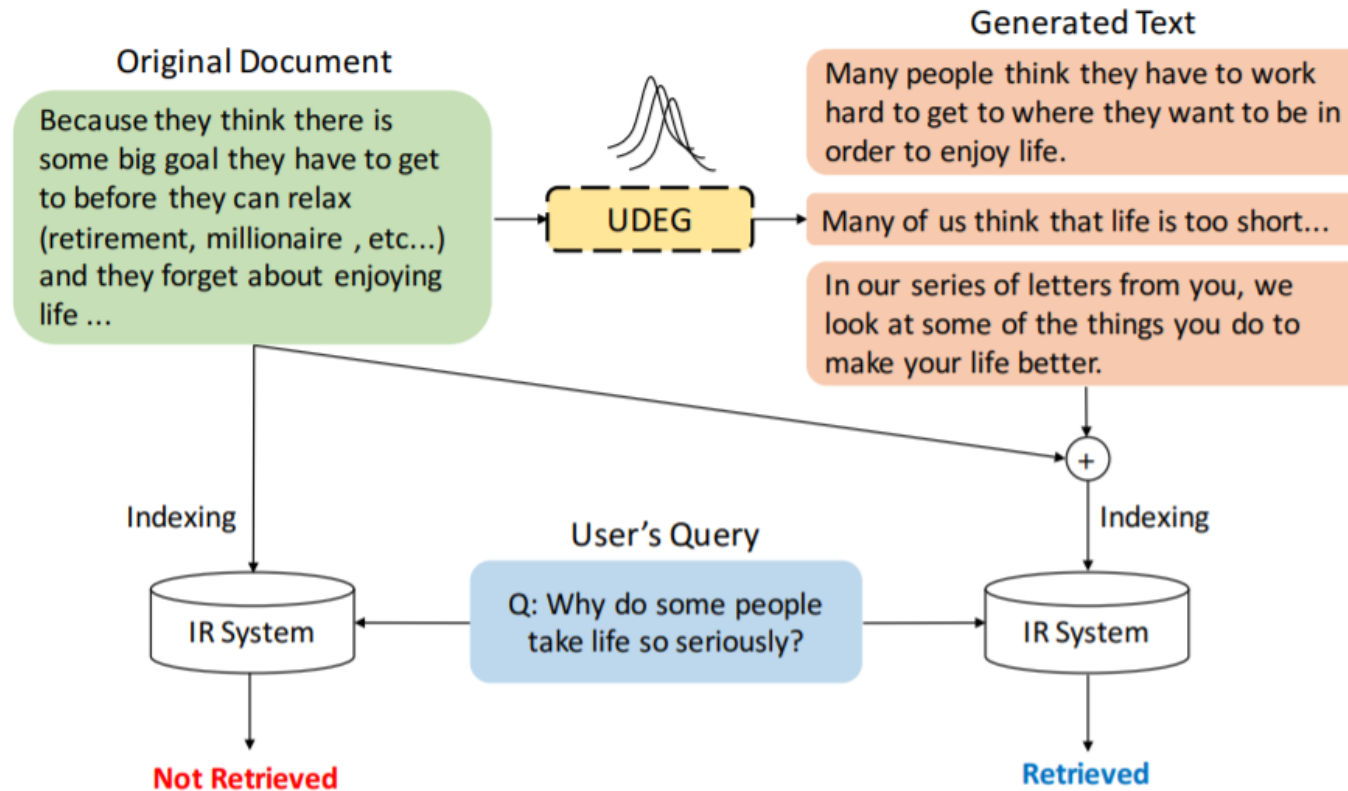 Original Document
Because they think there is
some big goal they have to get
to before they can relax
(retirement, millionaire , etc...)
and they forget about enjoying
life ...
UDEG
Generated Text
Many people think they have to work
hard to get to where they want to be in
order to enjoy life.
Many of us think that life is too short...
In our series of letters from you, we
look at some of the things you do to
make your life better.
+
Indexing
Indexing
User's Query
Q: Why do some people
take life so seriously?
IR System
IR System
Not Retrieved
Retrieved